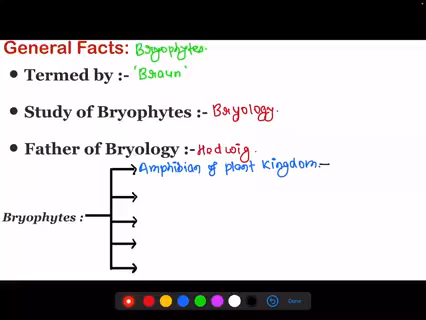 General Facts: Bryophytes.
• Termed by :- 'Braun'
• Study of Bryophytes :- Bryology.
• Father of Bryology :- Hedwig.
Amphibian of plant kingdom.-
Bryophytes :
Done